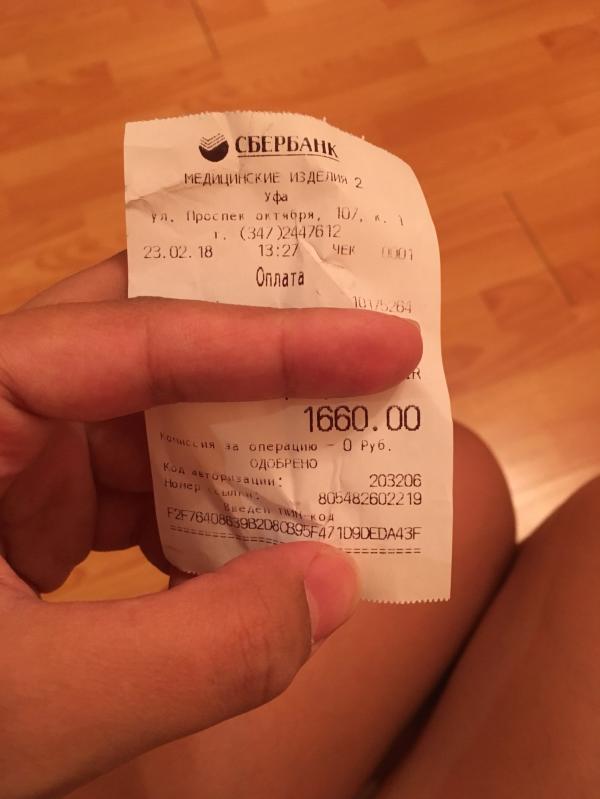 СБЕРБАНК
МЕДИЦИНСКИЕ ИЗДЕЛИЯ 2
Уфа
ул. Проспек октября, 107, к. 1
т. (347)2447612
23.02.18 13:27 ЧЕК 0001
Оплата
10375264
1660.00
Комиссия за операцию - 0 Руб.
ОДОБРЕНО
Код авторизации: 203206
Номер ссылки: 805482602219
Введен ПИН-код